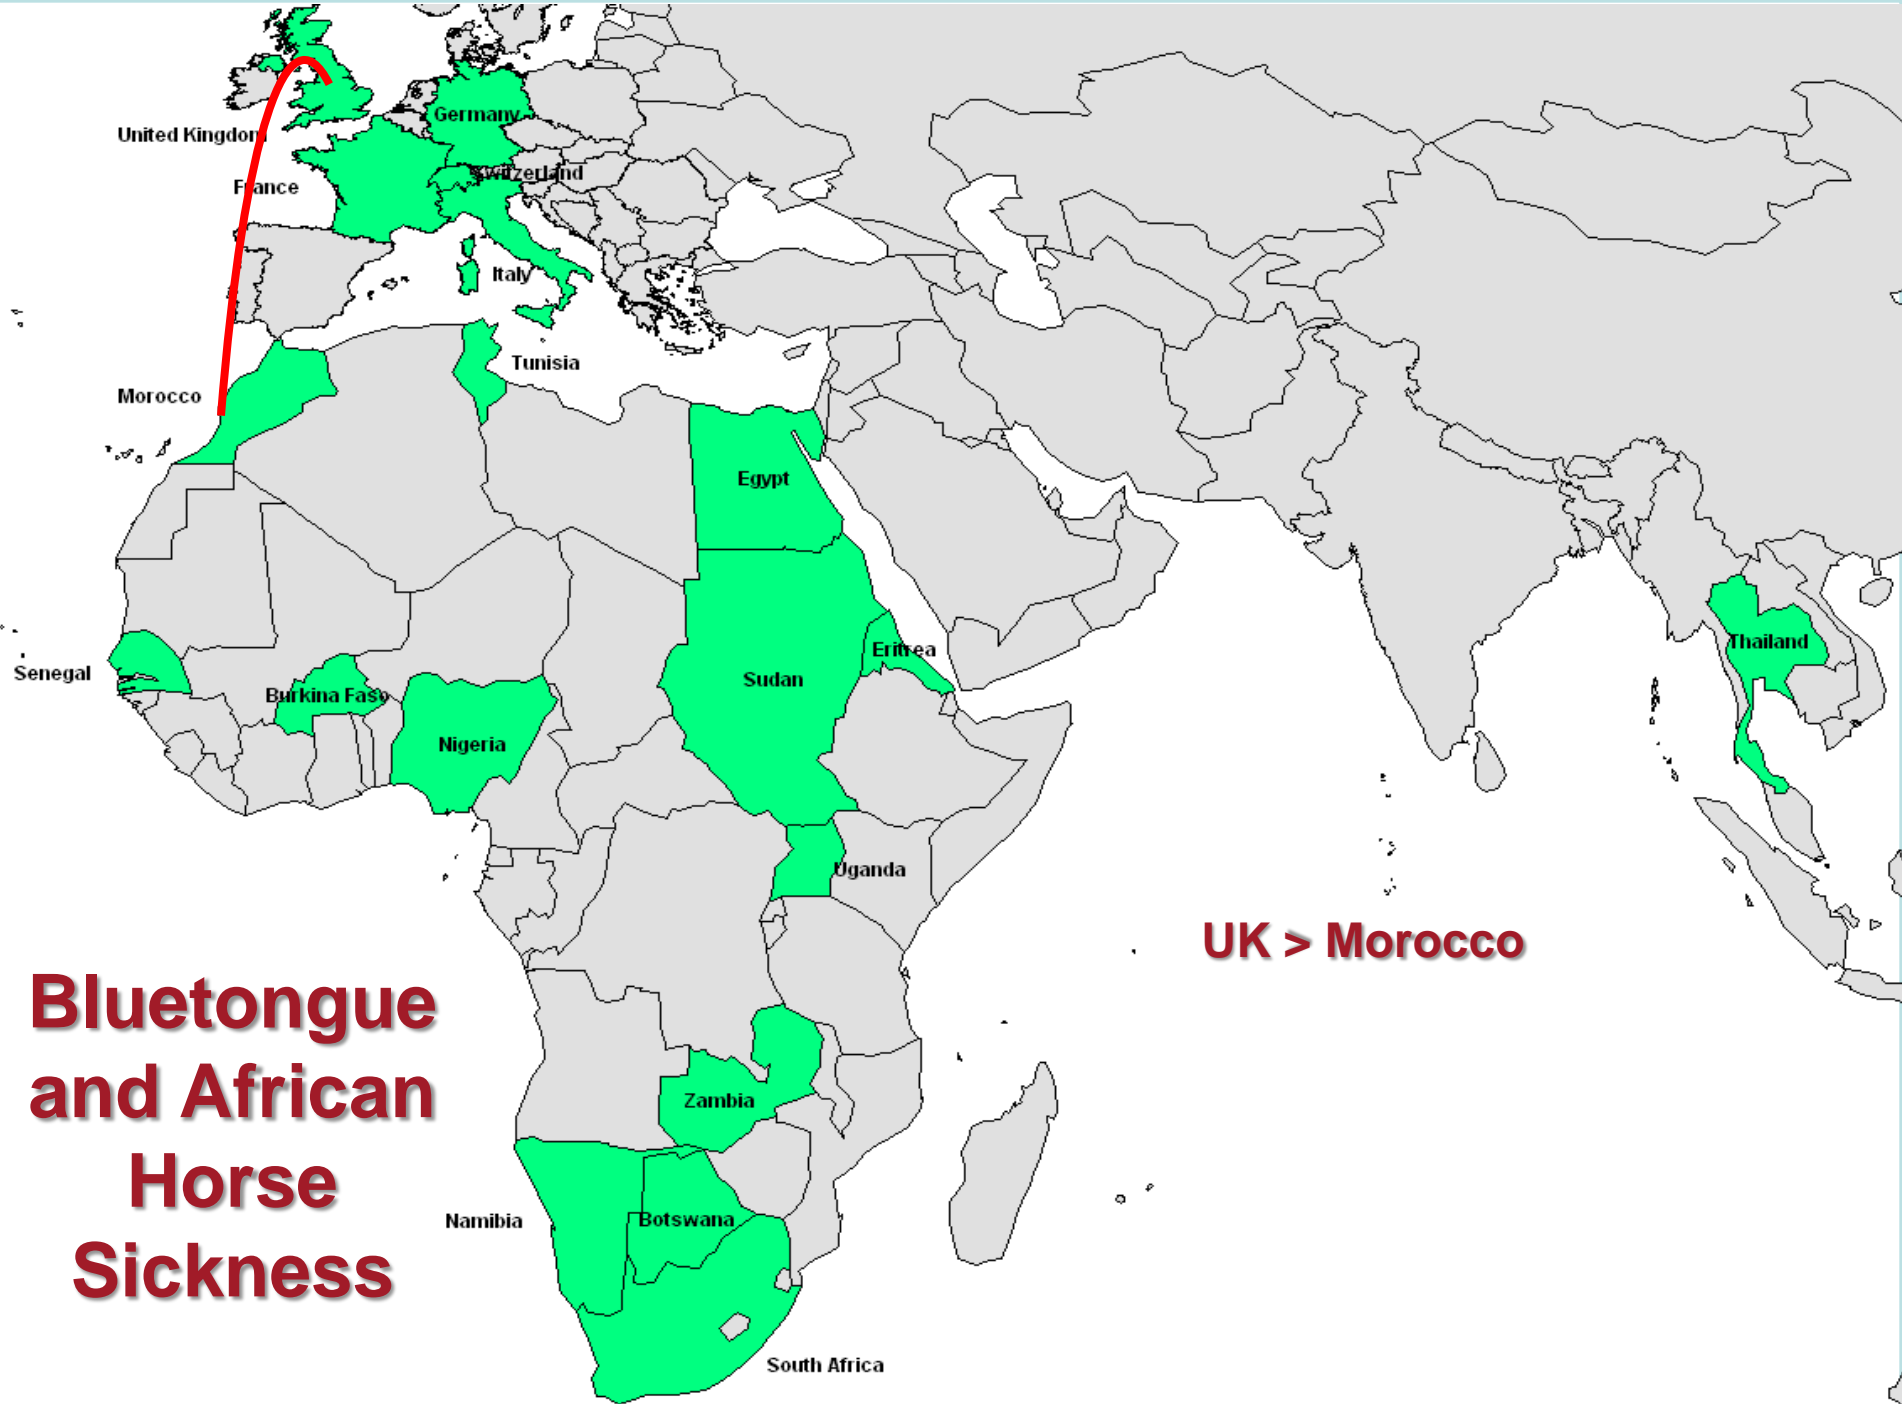 Germany
United Kingdom
Switzerland
France
Italy
Tunisia
Morocco
Egypt
Thailand
Eritrea
Senegal
Sudan
Burkina Faso
Nigeria
Uganda
UK > Morocco
Bluetongue
and African
Horse
Sickness
Zambia
Namibia
Botswana
South Africa